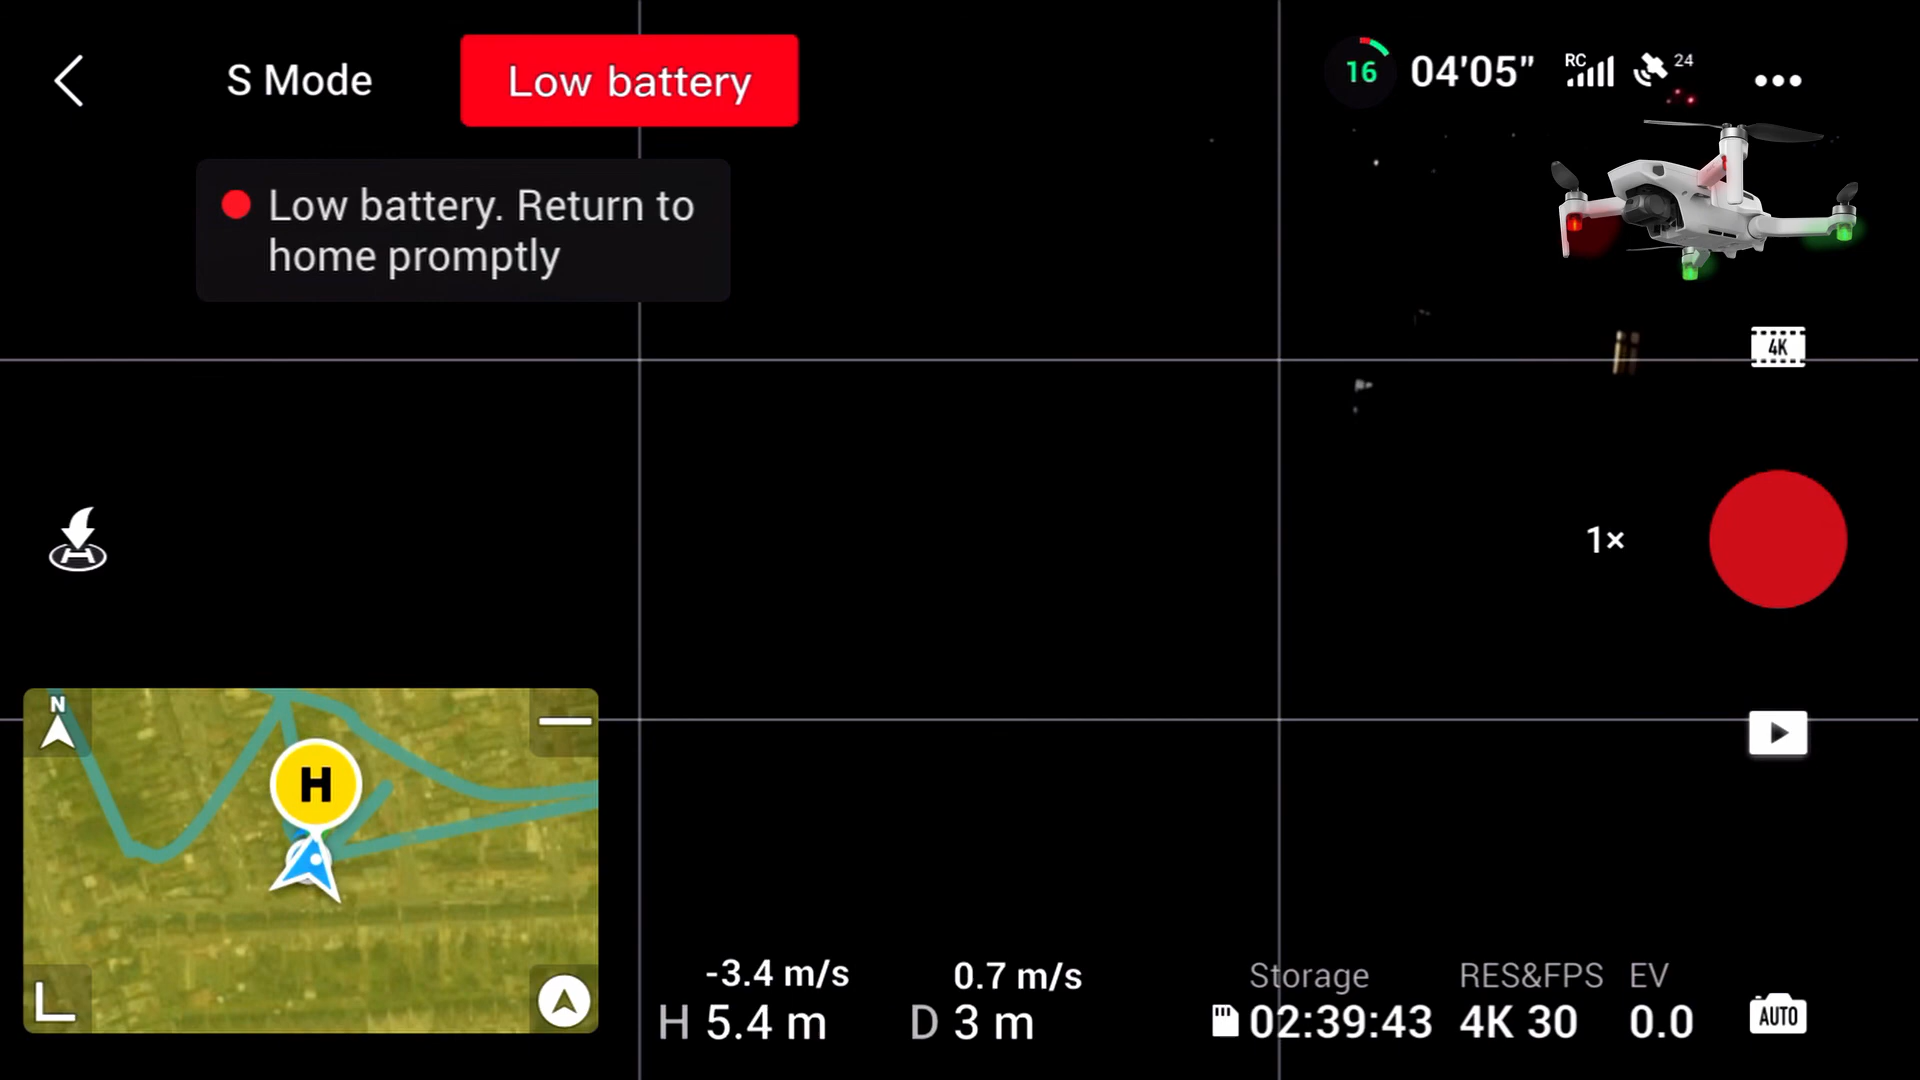 S Mode
Low battery
16
04'05”
RC
24
Low battery. Return to
home promptly
4K
1×
N
H
-3.4 m/s
0.7 m/s
H 5.4 m
D 3 m
Storage
RES&FPS
EV
02:39:43
4K 30
0.0
AUTO